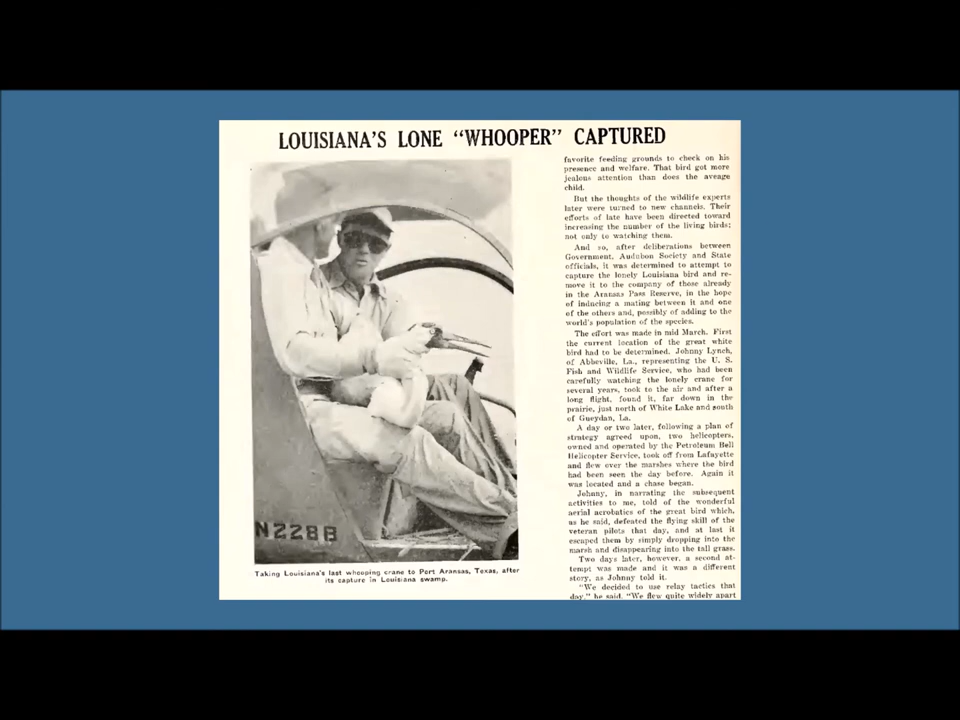 LOUISIANA'S LONE "WHOOPER" CAPTURED
N2288
Taking Louisiana's last whooping crane to Port Aransas, Texas, after
its capture in Louisiana swamp.
favorite feeding grounds to check on his
presence and welfare. That bird got more
jealous attention than does the aveage
child.
But the thoughts of the wildlife experts
later were turned to new channels. Their
efforts of late have been directed toward
increasing the number of the living birds;
not only to watching them.
And so, after deliberations between
Government, Audubon Society and State
officials, it was determined to attempt to
capture the lonely Louisiana bird and re-
move it to the company of those already
in the Aransas Pass Reserve, in the hope
of inducing a mating between it and one
of the others and, possibly of adding to the
world's population of the species.
The effort was made in mid March. First
the current location of the great white
bird had to be determined. Johnny Lynch,
of Abbeville, La., representing the U. S.
Fish and Wildlife Service, who had been
carefully watching the lonely crane for
several years, took to the air and after a
long flight, found it, far down in the
prairie, just north of White Lake and south
of Gueydan, La.
A day or two later, following a plan of
strategy agreed upon, two helicopters,
owned and operated by the Petroleum Bell
Helicopter Service, took off from Lafayette
and flew over the marshes where the bird
had been seen the day before. Again it
was located and a chase began.
Johnny, in narrating the subsequent
activities to me, told of the wonderful
aerial acrobatics of the great bird which,
as he said, defeated the flying skill of the
veteran pilots that day, and at last it
escaped them by simply dropping into the
marsh and disappearing into the tall grass.
Two days later, however, a second at-
tempt was made and it was a different
story, as Johnny told it.
"We decided to use relay tactics that
day," he said. "We flew quite widely apart